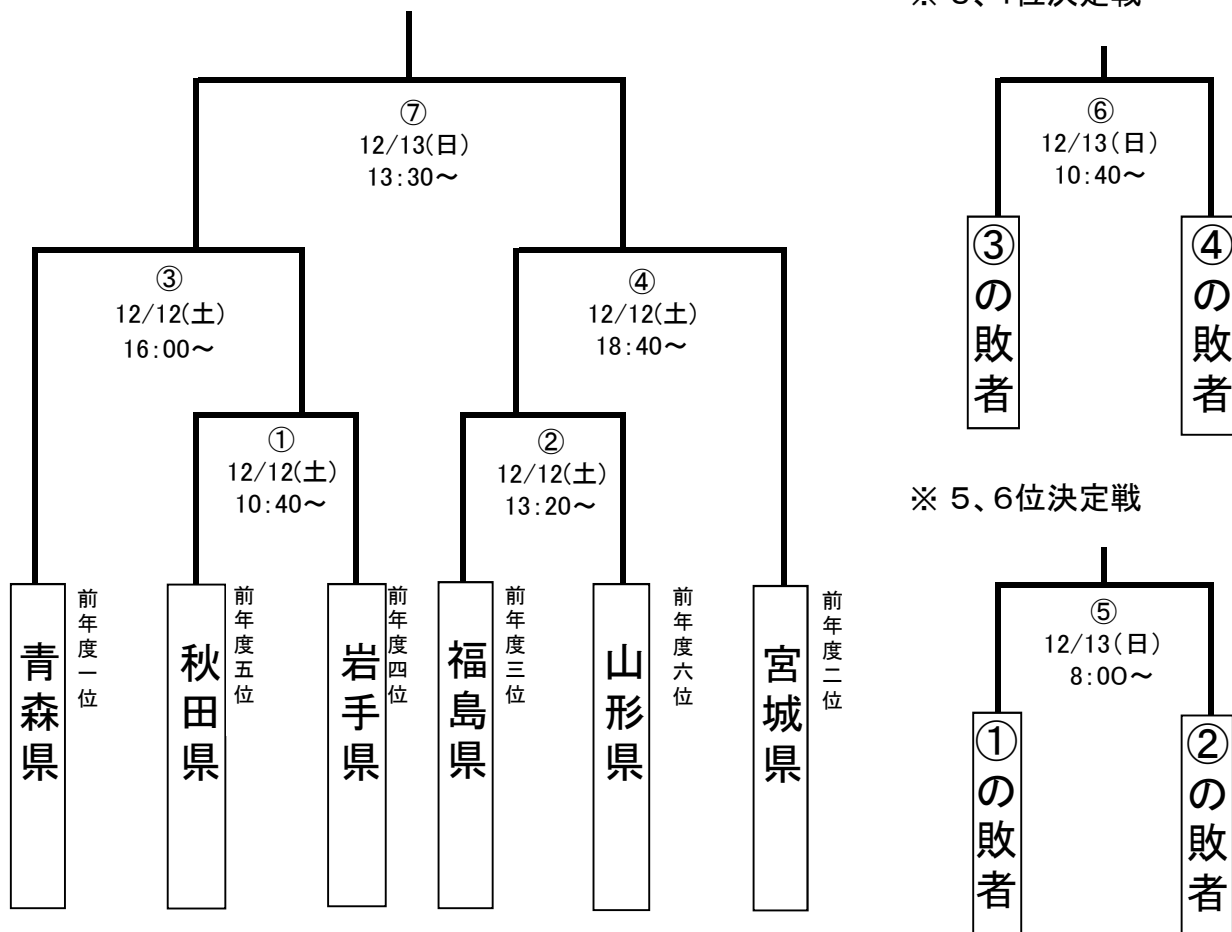 ※ 3、4位決定戦
⑦
12/13(日)
13:30～
⑥
12/13(日)
10:40～
③の敗者
④の敗者
③
12/12(土)
16:00～
④
12/12(土)
18:40～
①
12/12(土)
10:40～
②
12/12(土)
13:20～
※ 5、6位決定戦
⑤
12/13(日)
8:00～
①の敗者
②の敗者
青森県
前年度一位
秋田県
前年度五位
岩手県
前年度四位
福島県
前年度三位
山形県
前年度六位
宮城県
前年度二位